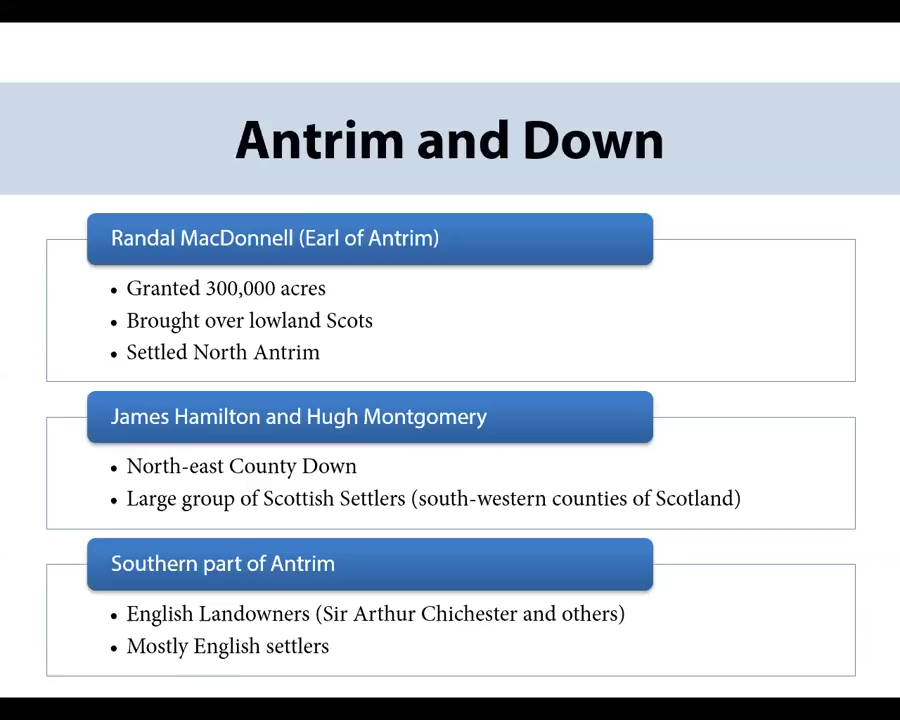 Antrim and Down
Randal MacDonnell (Earl of Antrim)
• Granted 300,000 acres
• Brought over lowland Scots
• Settled North Antrim
James Hamilton and Hugh Montgomery
• North-east County Down
• Large group of Scottish Settlers (south-western counties of Scotland)
Southern part of Antrim
• English Landowners (Sir Arthur Chichester and others)
• Mostly English settlers